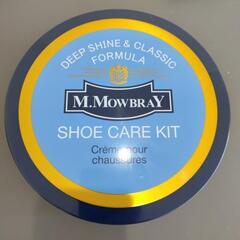 DEEP SHINE & CLASSIC
FORMULA
M.MOWBRAY
SHOE CARE KIT
Crème pour
chaussures